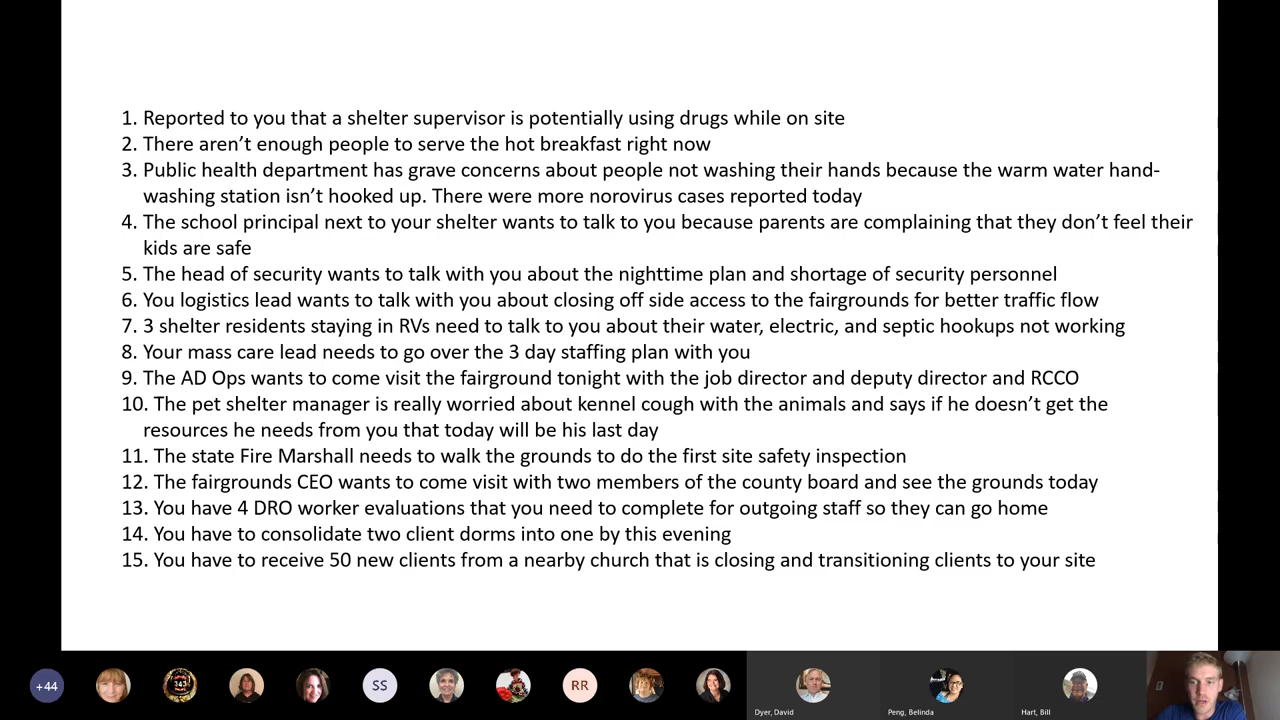 1. Reported to you that a shelter supervisor is potentially using drugs while on site
2. There aren’t enough people to serve the hot breakfast right now
3. Public health department has grave concerns about people not washing their hands because the warm water hand-
washing station isn’t hooked up. There were more norovirus cases reported today
4. The school principal next to your shelter wants to talk to you because parents are complaining that they don’t feel their
kids are safe
5. The head of security wants to talk with you about the nighttime plan and shortage of security personnel
6. You logistics lead wants to talk with you about closing off side access to the fairgrounds for better traffic flow
7. 3 shelter residents staying in RVs need to talk to you about their water, electric, and septic hookups not working
8. Your mass care lead needs to go over the 3 day staffing plan with you
9. The AD Ops wants to come visit the fairground tonight with the job director and deputy director and RCCO
10. The pet shelter manager is really worried about kennel cough with the animals and says if he doesn’t get the
resources he needs from you that today will be his last day
11. The state Fire Marshall needs to walk the grounds to do the first site safety inspection
12. The fairgrounds CEO wants to come visit with two members of the county board and see the grounds today
13. You have 4 DRO worker evaluations that you need to complete for outgoing staff so they can go home
14. You have to consolidate two client dorms into one by this evening
15. You have to receive 50 new clients from a nearby church that is closing and transitioning clients to your site
+44
343
SS
RR
Dyer, David
Peng, Belinda
Hart, Bill